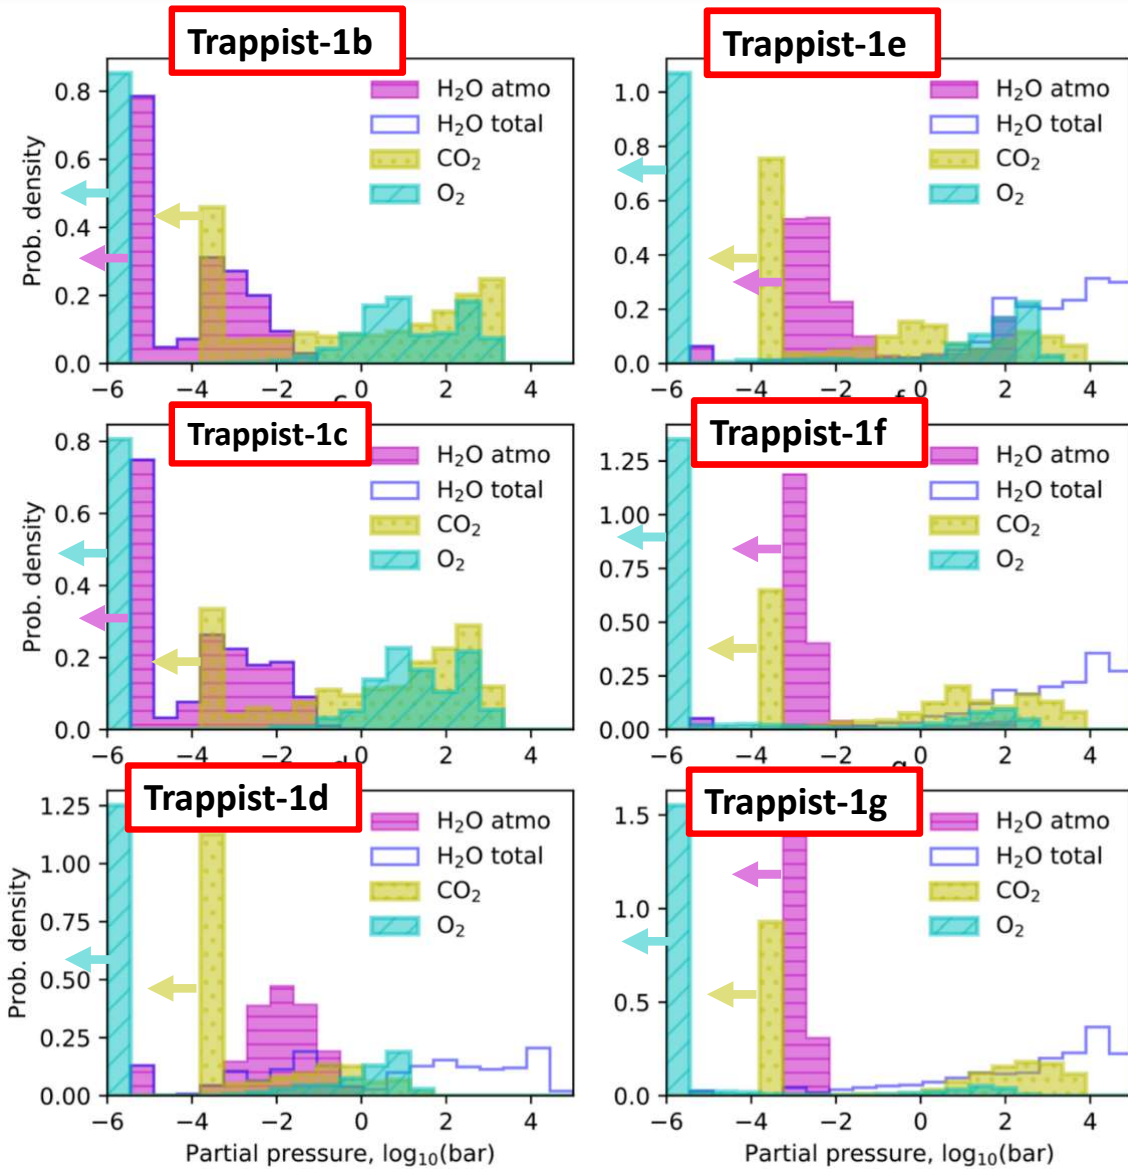 Trappist-1b
Prob. density
0.8
0.6
0.4
0.2
0.0
H₂O atmo
H₂O total
CO₂
O₂
−6 −4 −2 0 2 4
Trappist-1e
1.0
0.8
0.6
0.4
0.2
0.0
H₂O atmo
H₂O total
CO₂
O₂
−6 −4 −2 0 2 4
Trappist-1c
Prob. density
0.8
0.6
0.4
0.2
0.0
H₂O atmo
H₂O total
CO₂
O₂
−6 −4 −2 0 2 4
Trappist-1f
1.25
1.00
0.75
0.50
0.25
0.00
H₂O atmo
H₂O total
CO₂
O₂
−6 −4 −2 0 2 4
Trappist-1d
Prob. density
1.25
1.00
0.75
0.50
0.25
0.00
H₂O atmo
H₂O total
CO₂
O₂
−6 −4 −2 0 2 4
Partial pressure, log₁₀(bar)
Trappist-1g
1.5
1.0
0.5
0.0
H₂O atmo
H₂O total
CO₂
O₂
−6 −4 −2 0 2 4
Partial pressure, log₁₀(bar)